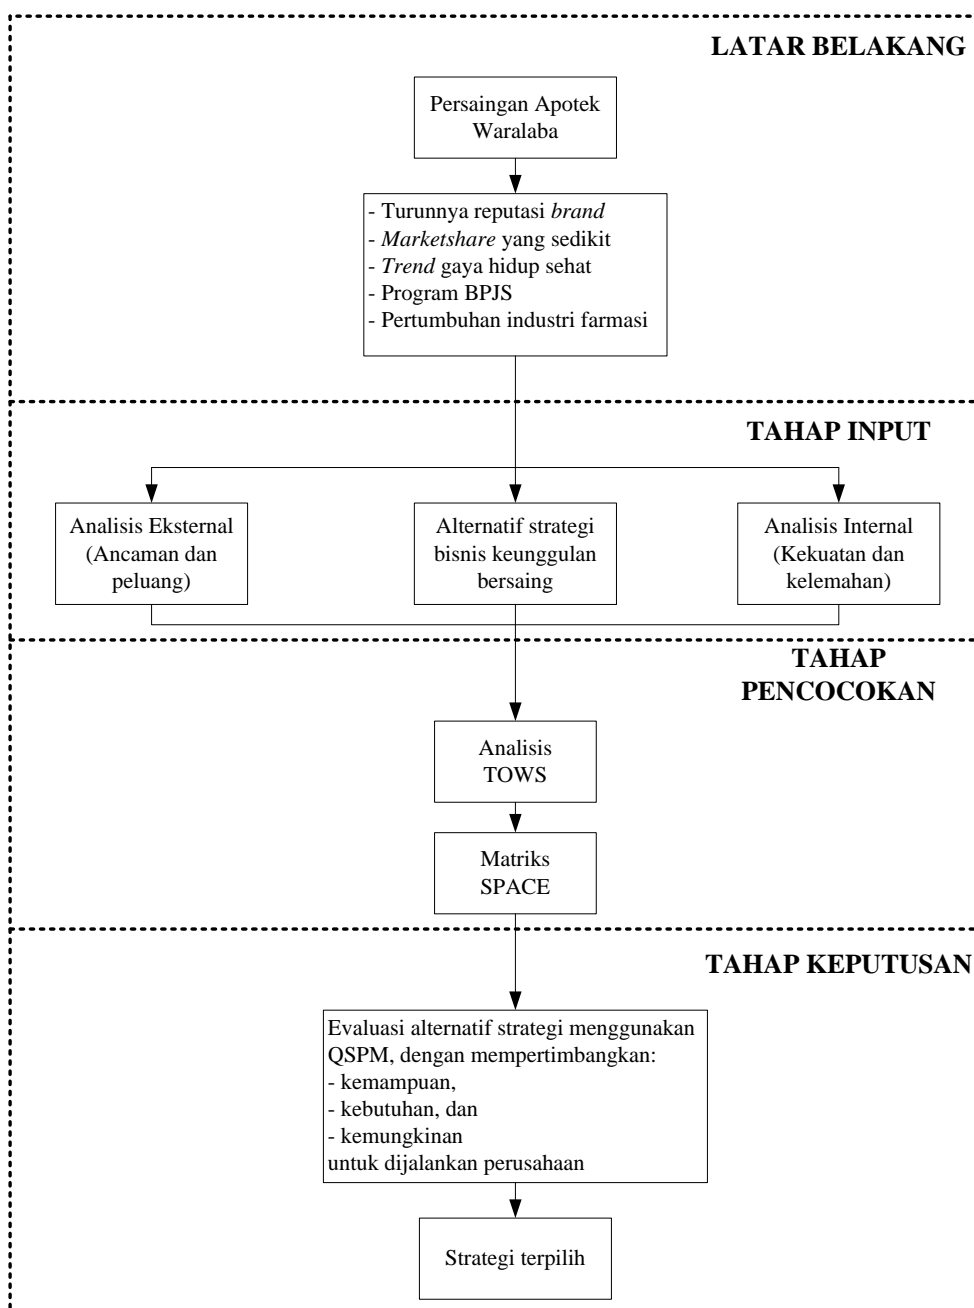 LATAR BELAKANG
Persaingan Apotek
Waralaba
- Turunnya reputasi brand
- Marketshare yang sedikit
- Trend gaya hidup sehat
- Program BPJS
- Pertumbuhan industri farmasi
TAHAP INPUT
Analisis Eksternal
(Ancaman dan
peluang)
Alternatif strategi
bisnis keunggulan
bersaing
Analisis Internal
(Kekuatan dan
kelemahan)
TAHAP
PENCOCOKAN
Analisis
TOWS
Matriks
SPACE
TAHAP KEPUTUSAN
Evaluasi alternatif strategi menggunakan
QSPM, dengan mempertimbangkan:
- kemampuan,
- kebutuhan, dan
- kemungkinan
untuk dijalankan perusahaan
Strategi terpilih